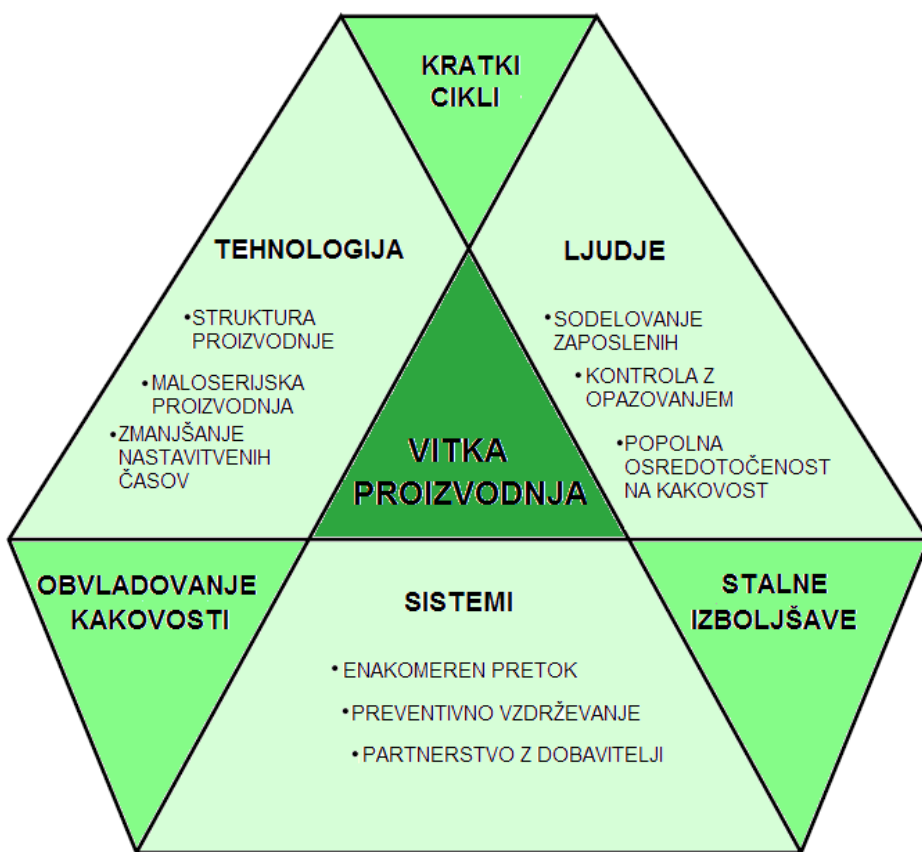 KRATKI
CIKLI
TEHNOLOGIJA
•STRUKTURA
PROIZVODNJE
•MALOSERIJSKA
PROIZVODNJA
•ZMANJŠANJE
NASTAVITVENIH
ČASOV
LJUDJE
•SODELOVANJE
ZAPOSLENIH
•KONTROLA Z
OPAZOVANJEM
•POPOLNA
OSREDOTOČENOST
NA KAKOVOST
VITKA
PROIZVODNJA
OBVLADOVANJE
KAKOVOSTI
SISTEMI
•ENAKOMEREN PRETOK
•PREVENTIVNO VZDRŽEVANJE
•PARTNERSTVO Z DOBAVITELJI
STALNE
IZBOLJŠAVE